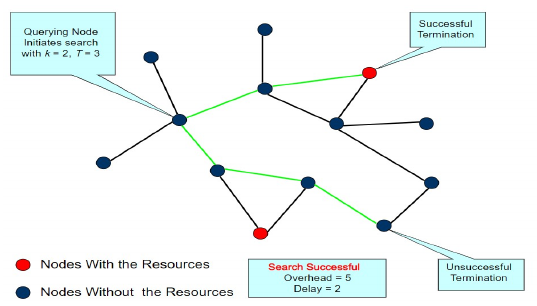 Querying Node
Initiates search
with k = 2, T = 3
Successful
Termination
Nodes With the Resources
Nodes Without the Resources
Search Successful
Overhead = 5
Delay = 2
Unsuccessful
Termination